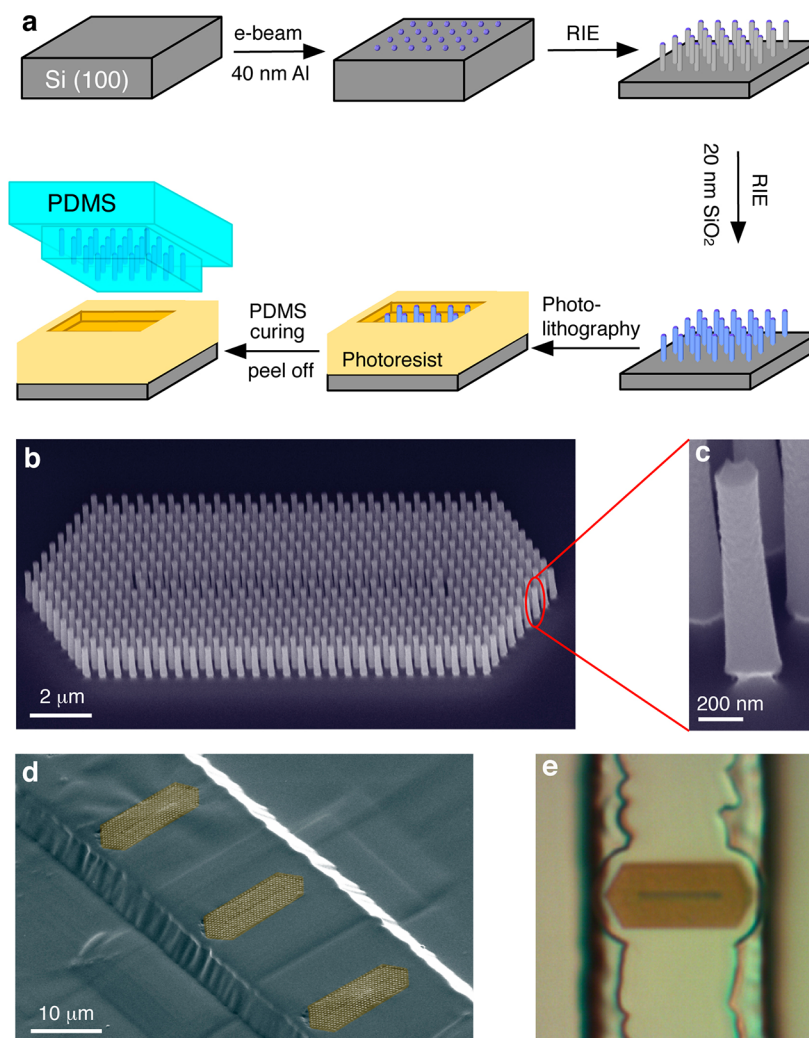 a
Si (100)
e-beam
40 nm Al
RIE
RIE
20 nm SiO₂
Photo-
lithography
Photoresist
PDMS
curing
peel off
PDMS
b
2 μm
c
200 nm
d
10 μm
e